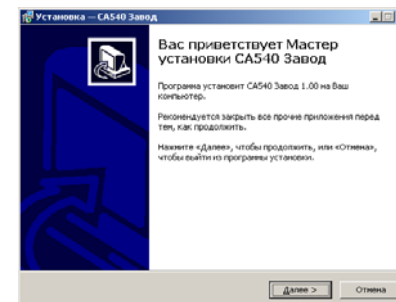 Установка — CA540 Завод
Вас приветствует Мастер
установки CA540 Завод
Программа установит CA540 Завод 1.00 на Ваш
компьютер.
Рекомендуется закрыть все прочие приложения перед
тем, как продолжить.
Нажмите «Далее», чтобы продолжить, или «Отмена»,
чтобы выйти из программы установки.
Далее >
Отмена